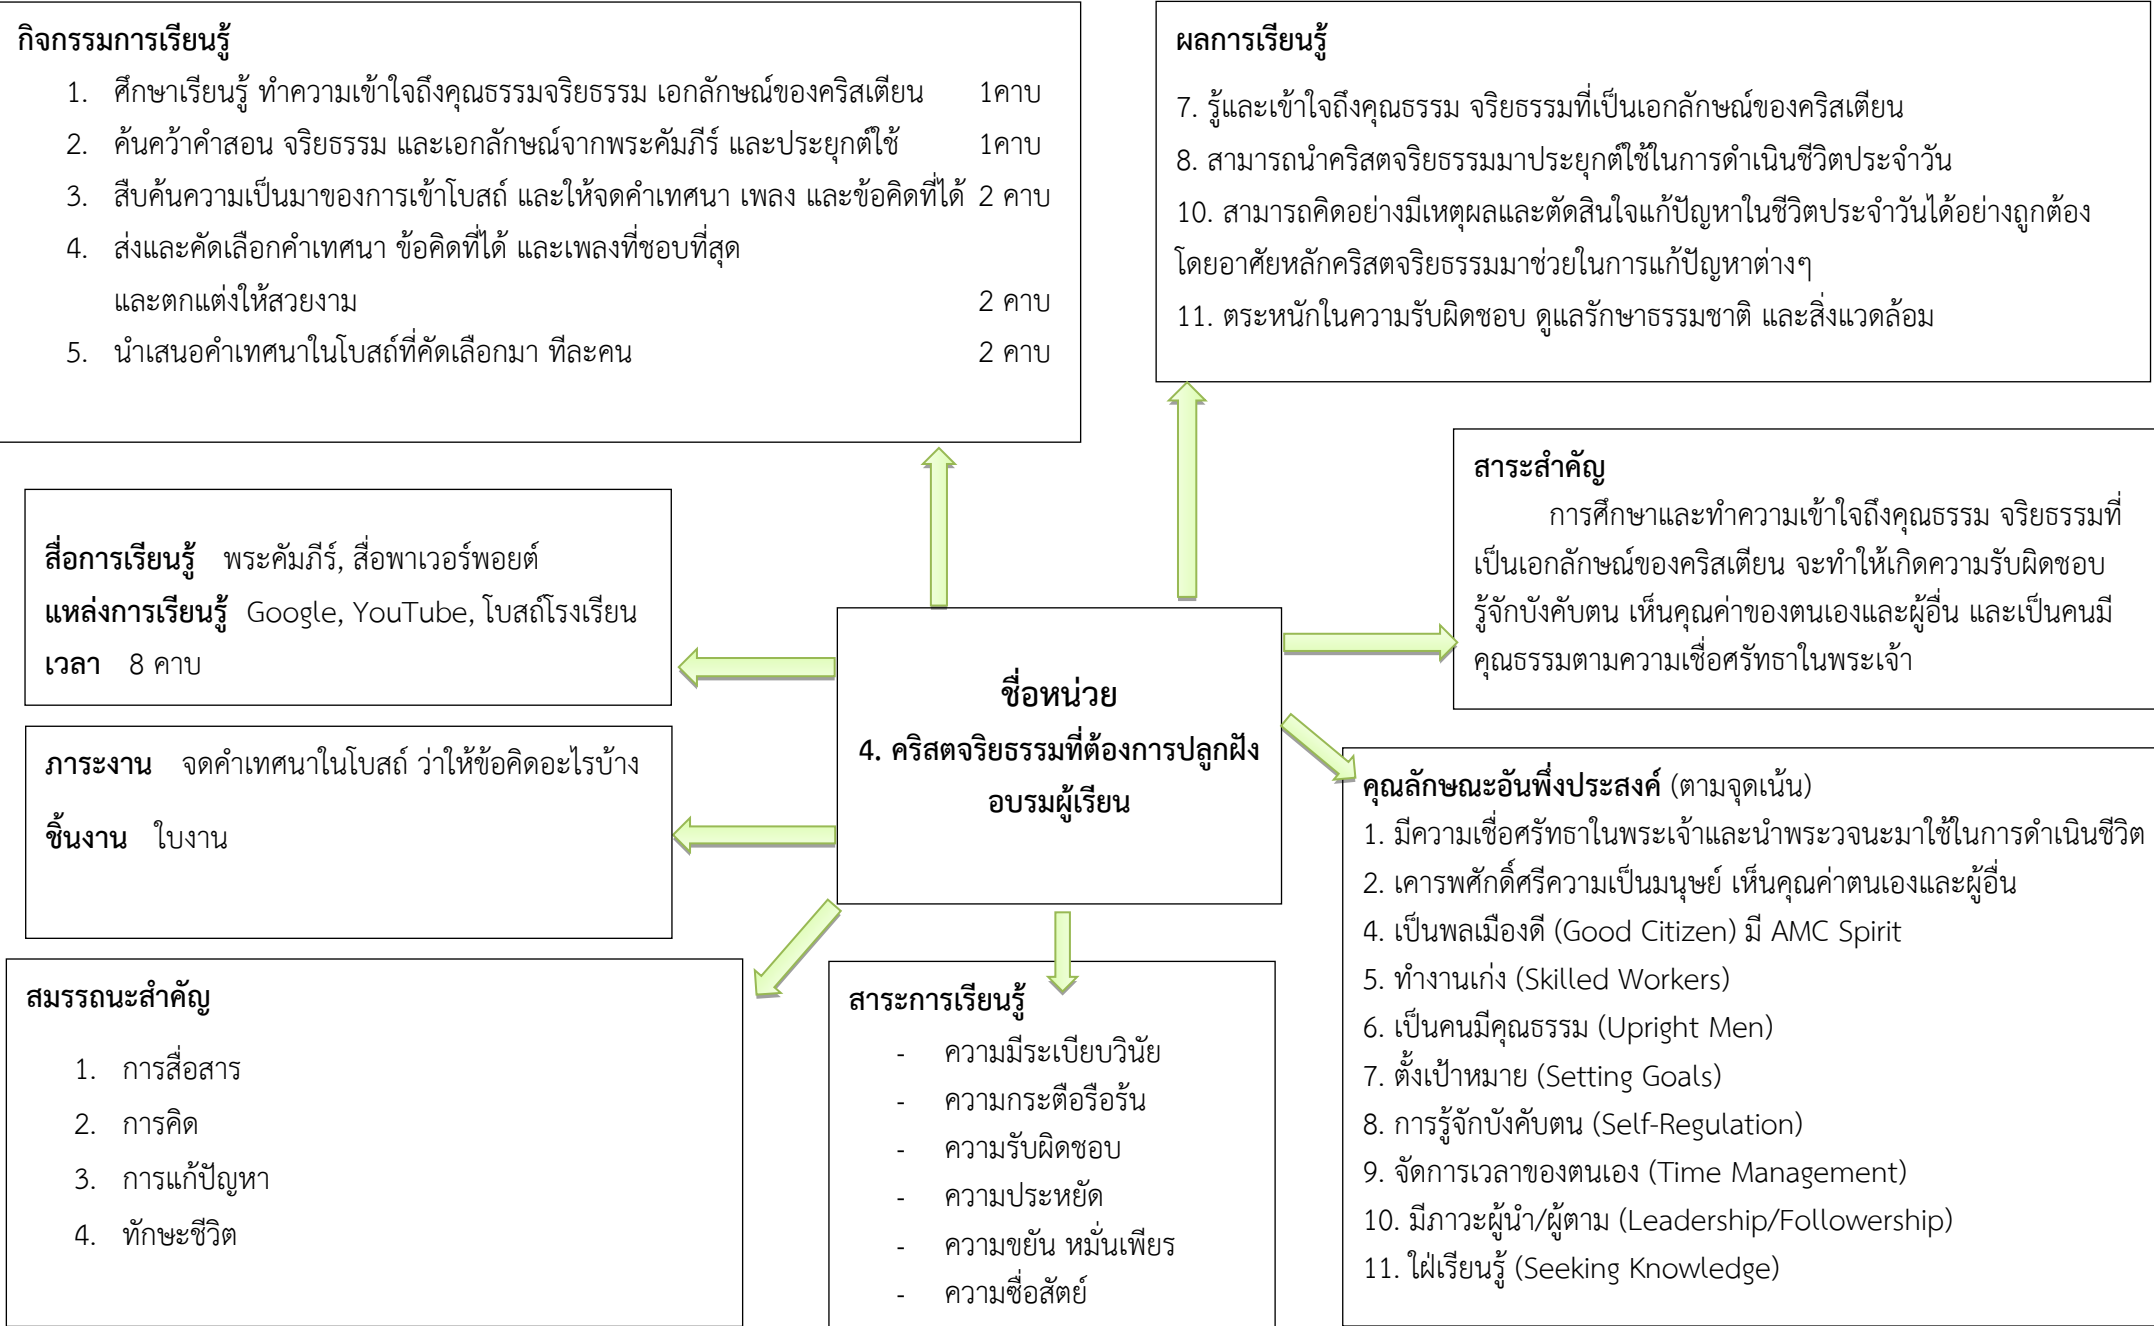 กิจกรรมการเรียนรู้
1. ศึกษาเรียนรู้ ทำความเข้าใจถึงคุณธรรมจริยธรรม เอกลักษณ์ของคริสเตียน 1คาบ
2. ค้นคว้าคำสอน จริยธรรม และเอกลักษณ์จากพระคัมภีร์ และประยุกต์ใช้ 1คาบ
3. สืบค้นความเป็นมาของการเข้าโบสถ์ และให้จดคำเทศนา เพลง และข้อคิดที่ได้ 2 คาบ
4. ส่งและคัดเลือกคำเทศนา ข้อคิดที่ได้ และเพลงที่ชอบที่สุด
และตกแต่งให้สวยงาม 2 คาบ
5. นำเสนอคำเทศนาในโบสถ์ที่คัดเลือกมา ทีละคน 2 คาบ
ผลการเรียนรู้
7. รู้และเข้าใจถึงคุณธรรม จริยธรรมที่เป็นเอกลักษณ์ของคริสเตียน
8. สามารถนำคริสตจริยธรรมมาประยุกต์ใช้ในการดำเนินชีวิตประจำวัน
10. สามารถคิดอย่างมีเหตุผลและตัดสินใจแก้ปัญหาในชีวิตประจำวันได้อย่างถูกต้อง
โดยอาศัยหลักคริสตจริยธรรมมาช่วยในการแก้ปัญหาต่างๆ
11. ตระหนักในความรับผิดชอบ ดูแลรักษาธรรมชาติ และสิ่งแวดล้อม
สื่อการเรียนรู้ พระคัมภีร์, สื่อพาเวอร์พอยต์
แหล่งการเรียนรู้ Google, YouTube, โบสถ์โรงเรียน
เวลา 8 คาบ
สาระสำคัญ
การศึกษาและทำความเข้าใจถึงคุณธรรม จริยธรรมที่
เป็นเอกลักษณ์ของคริสเตียน จะทำให้เกิดความรับผิดชอบ
รู้จักบังคับตน เห็นคุณค่าของตนเองและผู้อื่น และเป็นคนมี
คุณธรรมตามความเชื่อศรัทธาในพระเจ้า
ชื่อหน่วย
4. คริสตจริยธรรมที่ต้องการปลูกฝัง
อบรมผู้เรียน
ภาระงาน จดคำเทศนาในโบสถ์ ว่าให้ข้อคิดอะไรบ้าง
ชิ้นงาน ใบงาน
คุณลักษณะอันพึ่งประสงค์ (ตามจุดเน้น)
1. มีความเชื่อศรัทธาในพระเจ้าและนำพระวจนะมาใช้ในการดำเนินชีวิต
2. เคารพศักดิ์ศรีความเป็นมนุษย์ เห็นคุณค่าตนเองและผู้อื่น
4. เป็นพลเมืองดี (Good Citizen) มี AMC Spirit
5. ทำงานเก่ง (Skilled Workers)
6. เป็นคนมีคุณธรรม (Upright Men)
7. ตั้งเป้าหมาย (Setting Goals)
8. การรู้จักบังคับตน (Self-Regulation)
9. จัดการเวลาของตนเอง (Time Management)
10. มีภาวะผู้นำ/ผู้ตาม (Leadership/Followership)
11. ใฝ่เรียนรู้ (Seeking Knowledge)
สมรรถนะสำคัญ
1. การสื่อสาร
2. การคิด
3. การแก้ปัญหา
4. ทักษะชีวิต
สาระการเรียนรู้
- ความมีระเบียบวินัย
- ความกระตือรือร้น
- ความรับผิดชอบ
- ความประหยัด
- ความขยัน หมั่นเพียร
- ความซื่อสัตย์